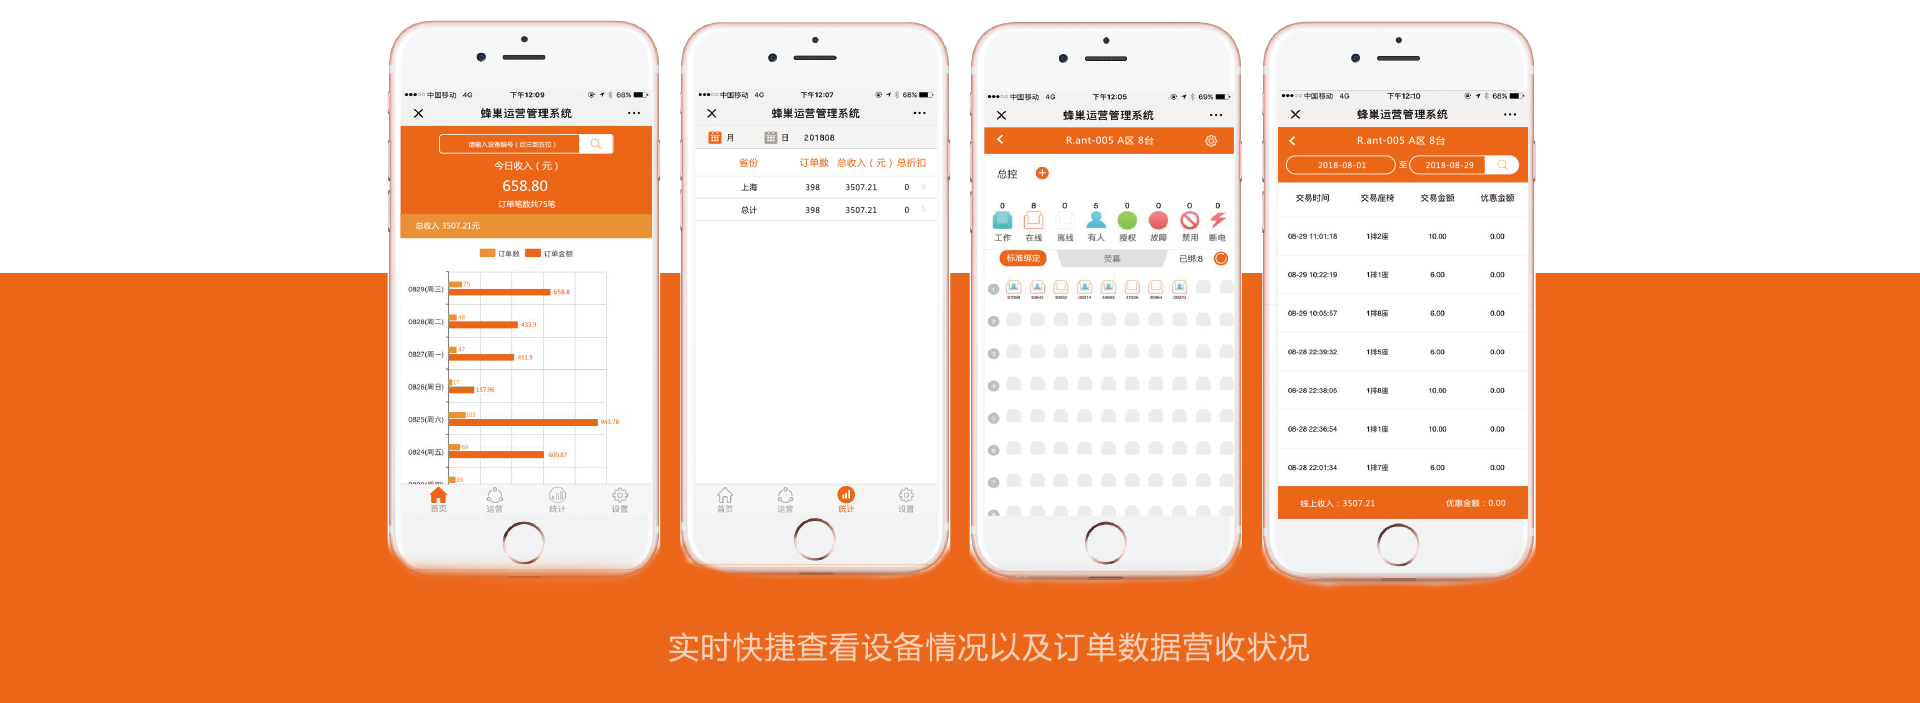 中国移动 4G 下午12:09 68%
蜂巢运营管理系统
请输入设备编号（后三到五位）
今日收入（元）
658.80
订单笔数共75笔
总收入 3507.21元
订单数 订单金额
0829(周三) 75 658.8
0828(周二) 48 433.9
0827(周一) 47 411.9
0826(周日) 17 157.96
0825(周六) 103 943.78
0824(周五) 69 600.87
39
首页 运营 统计 设置
中国移动 4G 下午12:07 68%
蜂巢运营管理系统
月 日 201808
省份 订单数 总收入（元） 总折扣
上海 398 3507.21 0
总计 398 3507.21 0
首页 运营 统计 设置
中国移动 4G 下午12:05 69%
蜂巢运营管理系统
R.ant-005 A区 8台
总控
0 8 0 5 0 0 0 0
工作 在线 离线 有人 授权 故障 禁用 断电
标准绑定 荧幕 已绑:8
1
2
3
4
5
6
7
8
中国移动 4G 下午12:10 68%
蜂巢运营管理系统
R.ant-005 A区 8台
2018-08-01 至 2018-08-29
交易时间 交易座椅 交易金额 优惠金额
08-29 11:01:18 1排2座 10.00 0.00
08-29 10:22:19 1排1座 6.00 0.00
08-29 10:05:57 1排8座 6.00 0.00
08-28 22:39:32 1排5座 6.00 0.00
08-28 22:38:05 1排8座 10.00 0.00
08-28 22:36:54 1排1座 10.00 0.00
08-28 22:01:34 1排7座 6.00 0.00
线上收入：3507.21 优惠金额：0.00
实时快捷查看设备情况以及订单数据营收状况